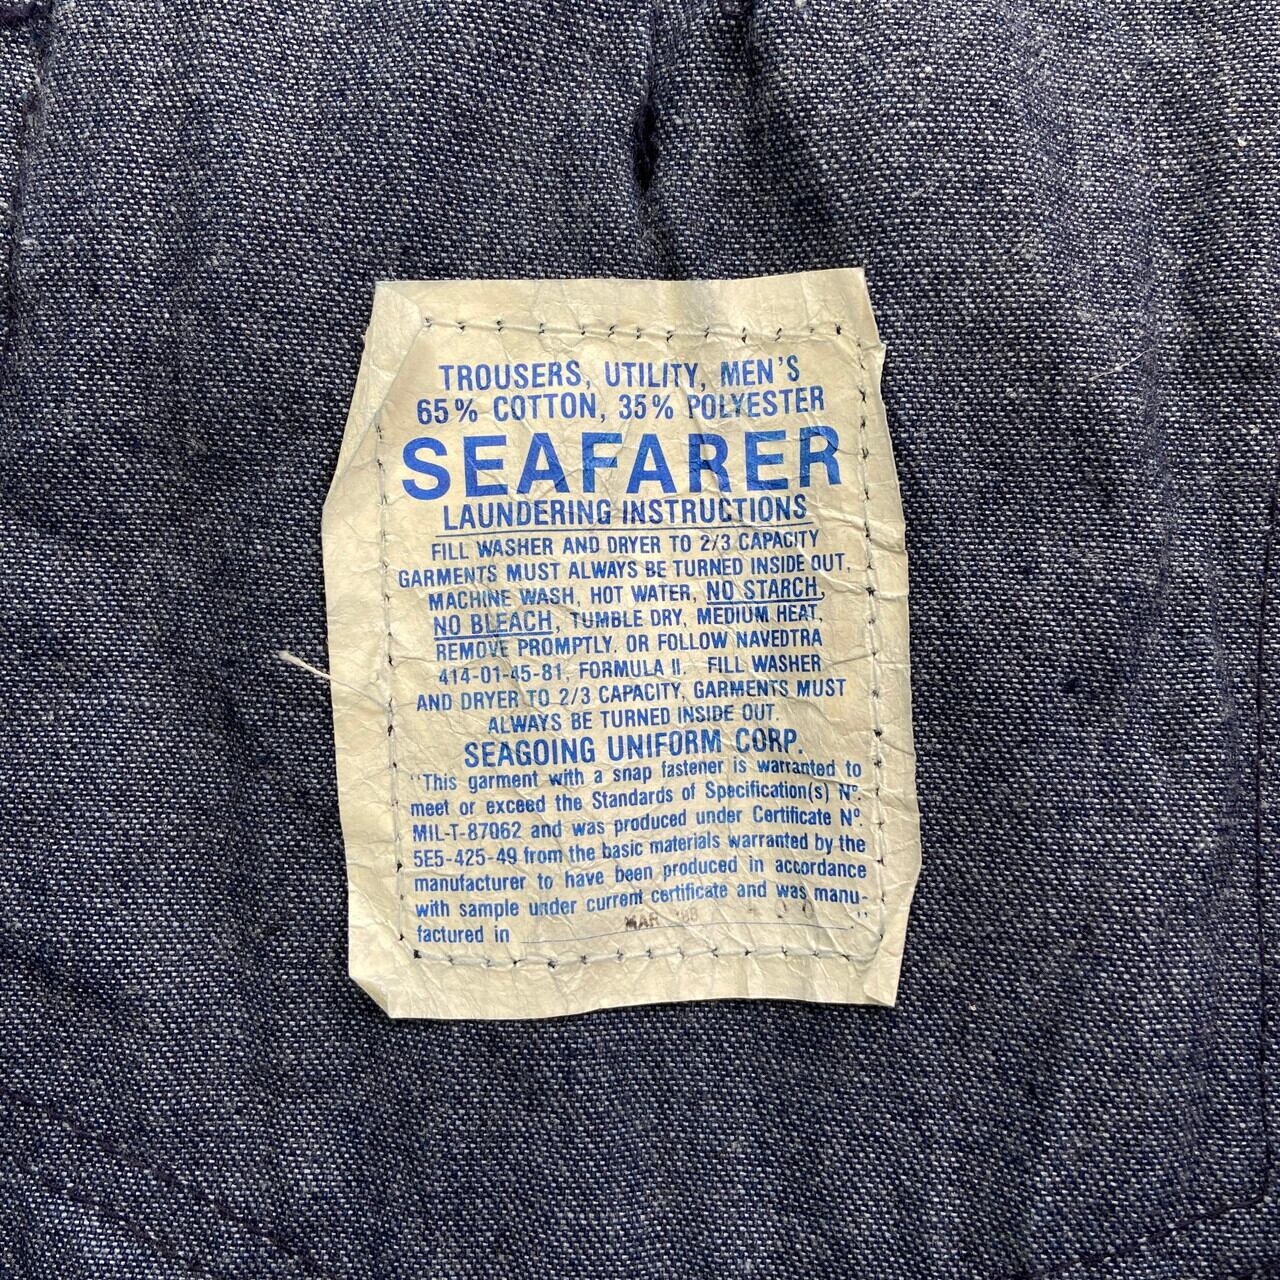 TROUSERS, UTILITY, MEN'S
65% COTTON, 35% POLYESTER
SEAFARER
LAUNDERING INSTRUCTIONS
FILL WASHER AND DRYER TO 2/3 CAPACITY
GARMENTS MUST ALWAYS BE TURNED INSIDE OUT.
MACHINE WASH, HOT WATER, NO STARCH,
NO BLEACH, TUMBLE DRY, MEDIUM HEAT,
REMOVE PROMPTLY. OR FOLLOW NAVEDTRA
414-01-45-81, FORMULA II. FILL WASHER
AND DRYER TO 2/3 CAPACITY, GARMENTS MUST
ALWAYS BE TURNED INSIDE OUT.
SEAGOING UNIFORM CORP.
"This garment with a snap fastener is warranted to
meet or exceed the Standards of Specification(s) Nº.
MIL-T-87062 and was produced under Certificate Nº.
5E5-425-49 from the basic materials warranted by the
manufacturer to have been produced in accordance
with sample under current certificate and was manu-
factured in MAR ."